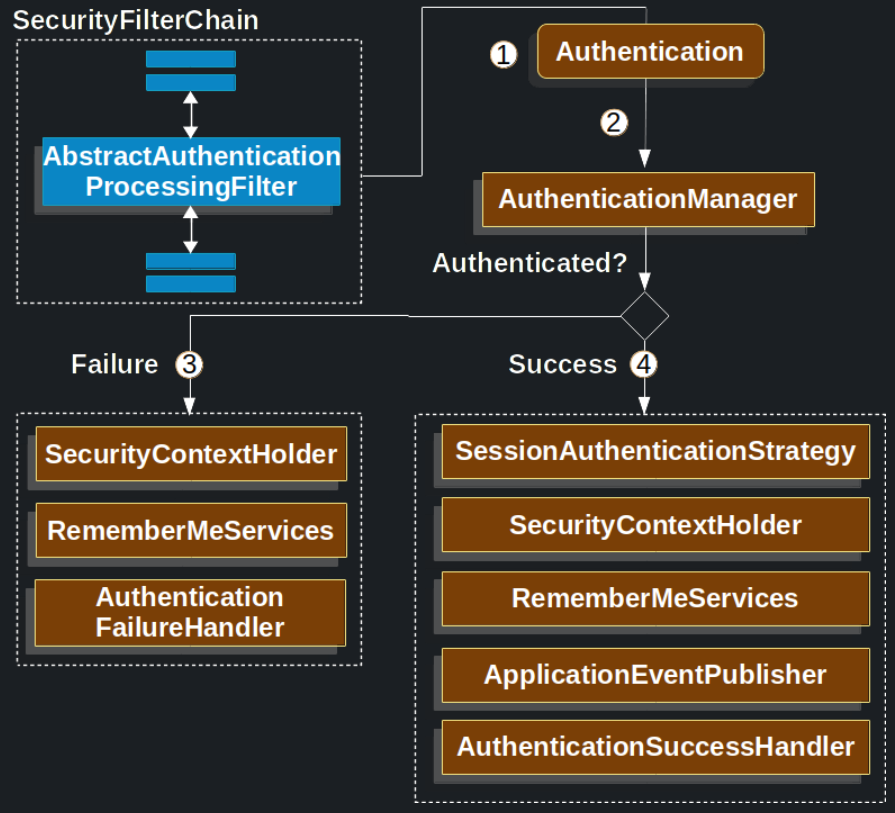 SecurityFilterChain
1
Authentication
2
AbstractAuthentication
ProcessingFilter
AuthenticationManager
Authenticated?
Failure
3
Success
4
SecurityContextHolder
RememberMeServices
Authentication
FailureHandler
SessionAuthenticationStrategy
SecurityContextHolder
RememberMeServices
ApplicationEventPublisher
AuthenticationSuccessHandler